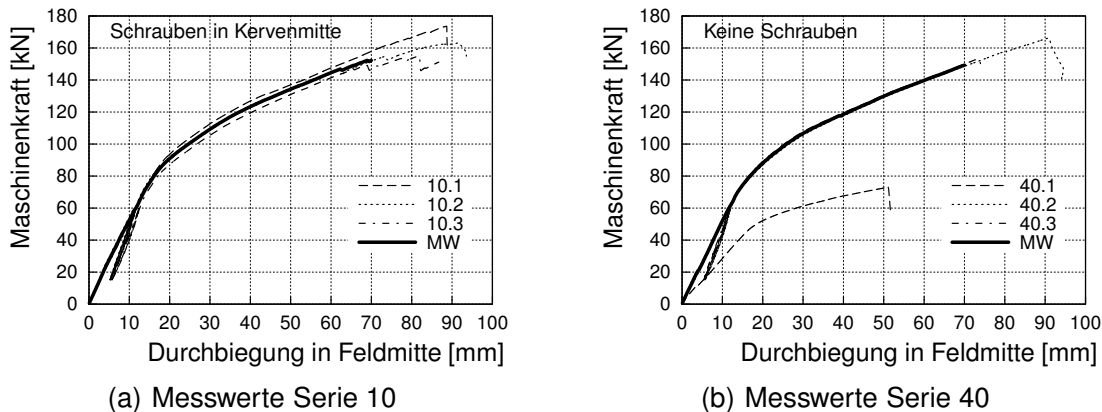 180
160
140
120
100
80
60
40
20
0
Maschinenkraft [kN]
Schrauben in Kervenmitte
10.1
10.2
10.3
MW
0 10 20 30 40 50 60 70 80 90 100
Durchbiegung in Feldmitte [mm]
(a) Messwerte Serie 10
180
160
140
120
100
80
60
40
20
0
Maschinenkraft [kN]
Keine Schrauben
40.1
40.2
40.3
MW
0 10 20 30 40 50 60 70 80 90 100
Durchbiegung in Feldmitte [mm]
(b) Messwerte Serie 40